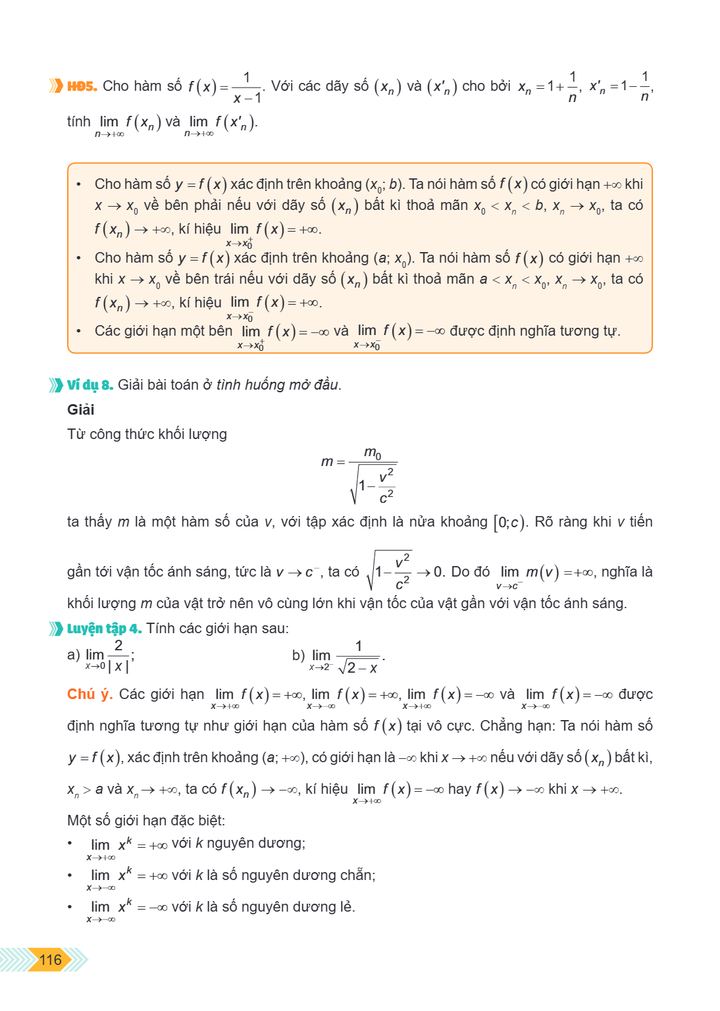 HĐ5. Cho hàm số f(x) = 1/(x − 1). Với các dãy số (xₙ) và (x'ₙ) cho bởi xₙ = 1 + 1/n, x'ₙ = 1 − 1/n,
tính lim_{n→+∞} f(xₙ) và lim_{n→+∞} f(x'ₙ).
• Cho hàm số y = f(x) xác định trên khoảng (x₀; b). Ta nói hàm số f(x) có giới hạn +∞ khi
x → x₀ về bên phải nếu với dãy số (xₙ) bất kì thoả mãn x₀ < xₙ < b, xₙ → x₀, ta có
f(xₙ) → +∞, kí hiệu lim_{x→x₀⁺} f(x) = +∞.
• Cho hàm số y = f(x) xác định trên khoảng (a; x₀). Ta nói hàm số f(x) có giới hạn +∞
khi x → x₀ về bên trái nếu với dãy số (xₙ) bất kì thoả mãn a < xₙ < x₀, xₙ → x₀, ta có
f(xₙ) → +∞, kí hiệu lim_{x→x₀⁻} f(x) = +∞.
• Các giới hạn một bên lim_{x→x₀⁺} f(x) = −∞ và lim_{x→x₀⁻} f(x) = −∞ được định nghĩa tương tự.
Ví dụ 8. Giải bài toán ở tình huống mở đầu.
Giải
Từ công thức khối lượng
m = m₀/√(1 − v²/c²)
ta thấy m là một hàm số của v, với tập xác định là nửa khoảng [0;c). Rõ ràng khi v tiến
gần tới vận tốc ánh sáng, tức là v → c⁻, ta có √(1 − v²/c²) → 0. Do đó lim_{v→c⁻} m(v) = +∞, nghĩa là
khối lượng m của vật trở nên vô cùng lớn khi vận tốc của vật gần với vận tốc ánh sáng.
Luyện tập 4. Tính các giới hạn sau:
a) lim_{x→0} 2/|x|; b) lim_{x→2⁻} 1/√(2 − x).
Chú ý. Các giới hạn lim_{x→+∞} f(x) = +∞, lim_{x→−∞} f(x) = +∞, lim_{x→+∞} f(x) = −∞ và lim_{x→−∞} f(x) = −∞ được
định nghĩa tương tự như giới hạn của hàm số f(x) tại vô cực. Chẳng hạn: Ta nói hàm số
y = f(x), xác định trên khoảng (a; +∞), có giới hạn là −∞ khi x → +∞ nếu với dãy số (xₙ) bất kì,
xₙ > a và xₙ → +∞, ta có f(xₙ) → −∞, kí hiệu lim_{x→+∞} f(x) = −∞ hay f(x) → −∞ khi x → +∞.
Một số giới hạn đặc biệt:
• lim_{x→+∞} xᵏ = +∞ với k nguyên dương;
• lim_{x→−∞} xᵏ = +∞ với k là số nguyên dương chẵn;
• lim_{x→−∞} xᵏ = −∞ với k là số nguyên dương lẻ.
116